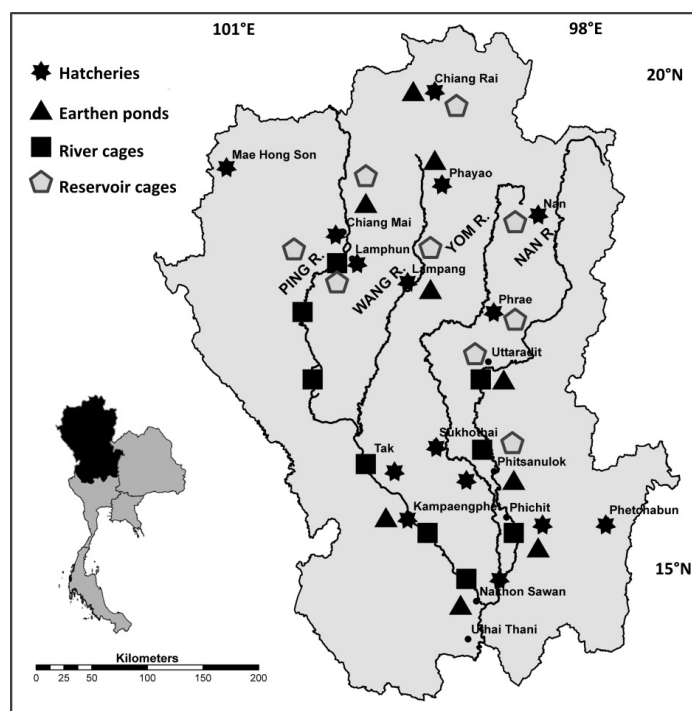 101°E
98°E
20°N
Hatcheries
Earthen ponds
River cages
Reservoir cages
Chiang Rai
Mae Hong Son
Phayao
Nan
Chiang Mai
Lamphun
PING R.
WANG R.
YOM R.
NAN R.
Lampang
Phrae
Uttaradit
Sukhothai
Tak
Phitsanulok
Kampaengphet
Phichit
Phetchabun
15°N
Nakhon Sawan
Uthai Thani
Kilometers
0 25 50 100 150 200